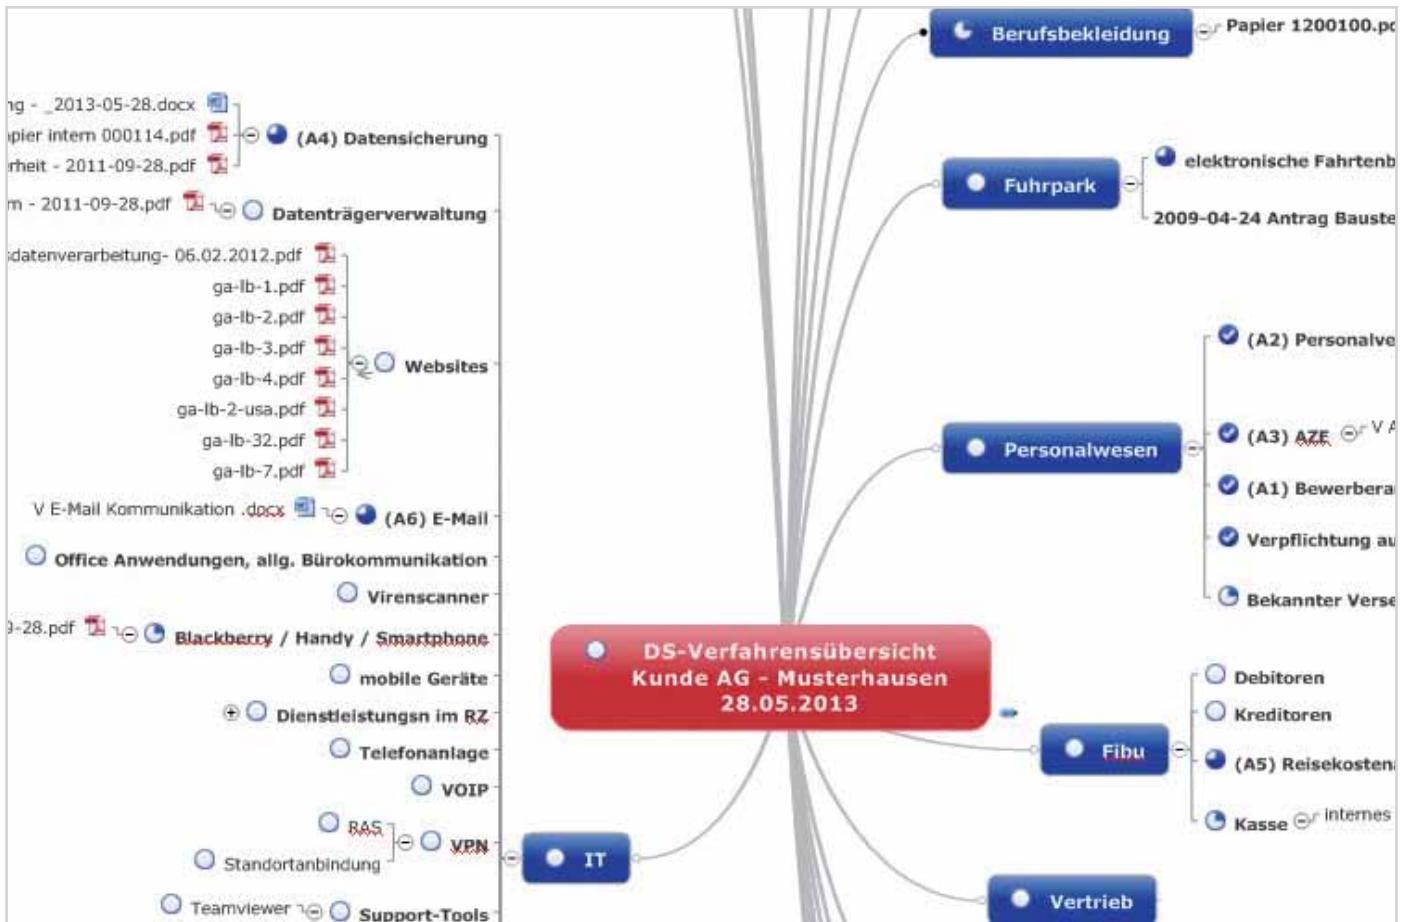 Berufsbekleidung
Papier 1200100.pd
ng - _2013-05-28.docx
apier intern 000114.pdf
rheit - 2011-09-28.pdf
(A4) Datensicherung
m - 2011-09-28.pdf
Datenträgerverwaltung
sdatenverarbeitung- 06.02.2012.pdf
ga-lb-1.pdf
ga-lb-2.pdf
ga-lb-3.pdf
ga-lb-4.pdf
ga-lb-2-usa.pdf
ga-lb-32.pdf
ga-lb-7.pdf
Websites
V E-Mail Kommunikation .docx
(A6) E-Mail
Office Anwendungen, allg. Bürokommunikation
Virenscanner
9-28.pdf
Blackberry / Handy / Smartphone
mobile Geräte
Dienstleistungsn im RZ
Telefonanlage
VOIP
RAS
Standortanbindung
VPN
Teamviewer
Support-Tools
IT
DS-Verfahrensübersicht
Kunde AG - Musterhausen
28.05.2013
Fuhrpark
elektronische Fahrtenb
2009-04-24 Antrag Bauste
Personalwesen
(A2) Personalve
(A3) AZE
V A
(A1) Bewerbera
Verpflichtung au
Bekannter Verse
Fibu
Debitoren
Kreditoren
(A5) Reisekosten
Kasse
internes
Vertrieb